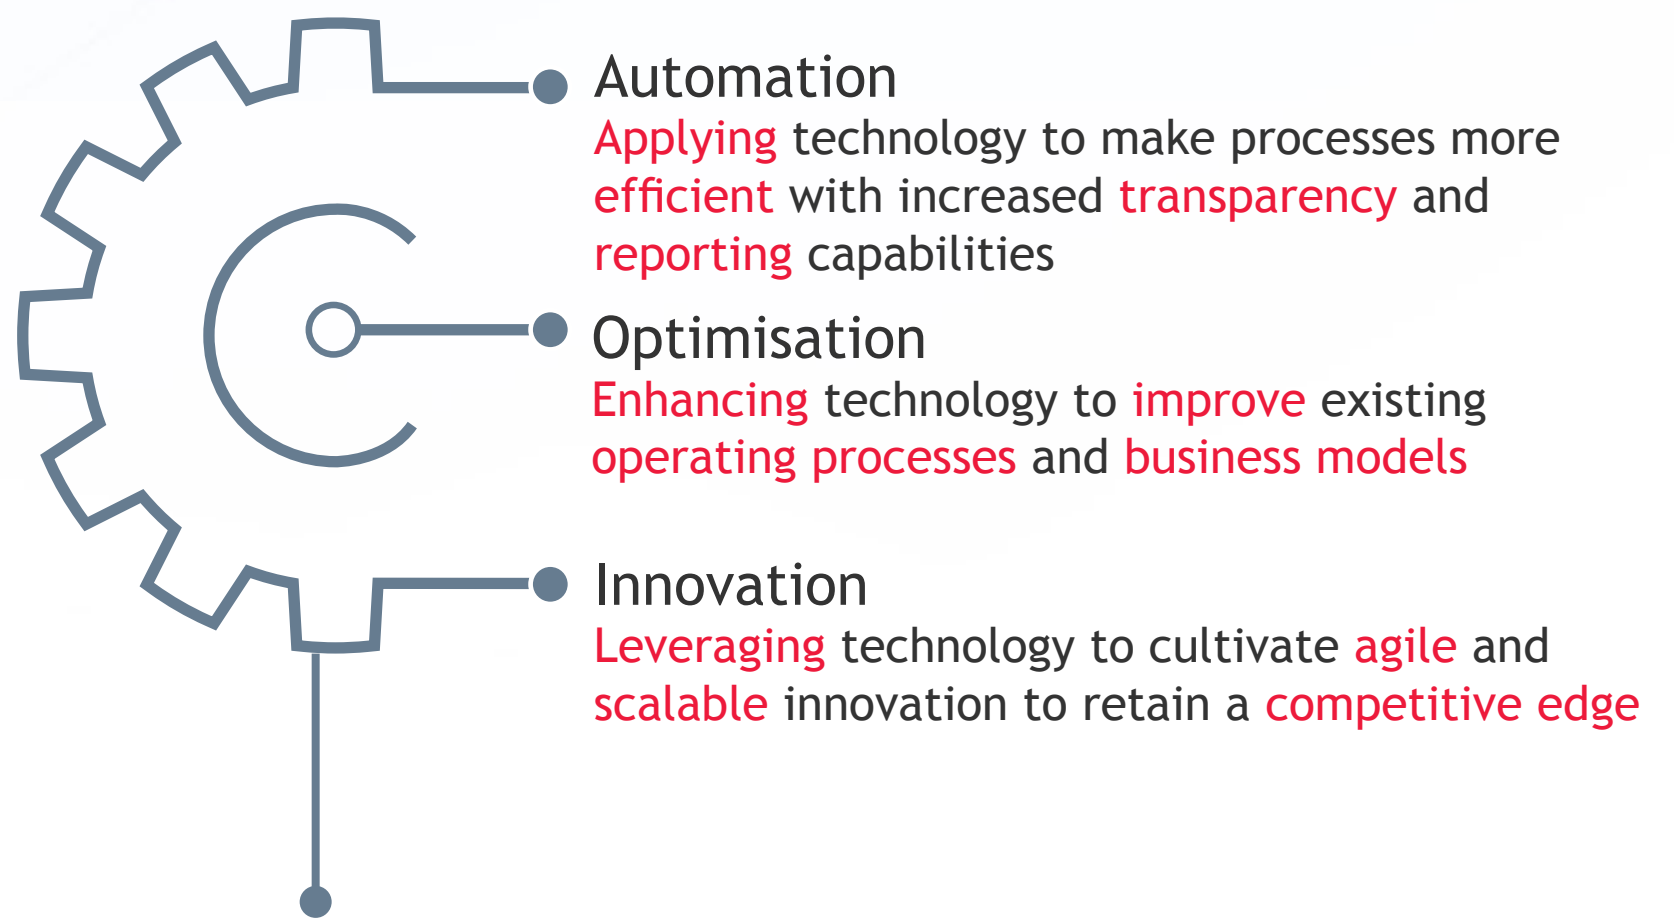 Automation
Applying technology to make processes more
efficient with increased transparency and
reporting capabilities
Optimisation
Enhancing technology to improve existing
operating processes and business models
Innovation
Leveraging technology to cultivate agile and
scalable innovation to retain a competitive edge